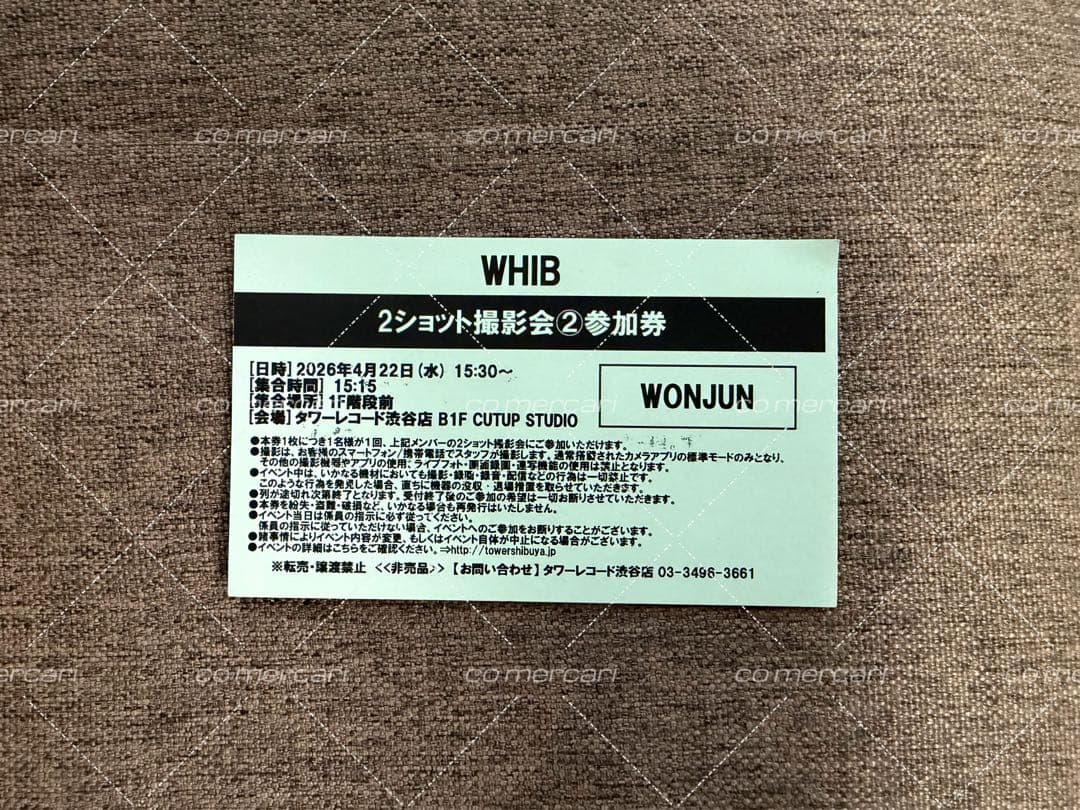 WHIB
2ショット撮影会②参加券
[日時] 2026年4月22日(水) 15:30～
[集合時間] 15:15
[集合場所] 1F階段前
[会場] タワーレコード渋谷店 B1F CUTUP STUDIO
WONJUN
●本券1枚につき1名様が1回、上記メンバーの2ショット撮影会にご参加いただけます。
●撮影は、お客様のスマートフォン/携帯電話でスタッフが撮影します。通常搭載されたカメラアプリの標準モードのみとなり、
その他の撮影機器やアプリの使用、ライブフォト・画面録画・連写機能の使用は禁止となります。
●イベント中は、いかなる機材においても撮影・録画・録音・配信などの行為は一切禁止です。
このような行為を発見した場合、直ちに機器の没収・退場措置を取らせていただきます。
●列が途切れ次第終了となります。受付終了後のご参加の希望は一切お断りさせていただきます。
●本券を紛失・盗難・破損など、いかなる場合も再発行はいたしません。
●イベント当日は係員の指示に必ず従ってください。
係員の指示に従っていただけない場合、イベントへのご参加をお断りすることがございます。
●諸事情によりイベント内容が変更、もしくはイベント自体が中止になる場合がございます。
●イベントの詳細はこちらをご確認ください。⇒http://towershibuya.jp
※転売・譲渡禁止 <<非売品>> 【お問い合わせ】タワーレコード渋谷店 03-3496-3661
mercari mercari mercari mercari mercari
mercari mercari mercari mercari mercari
mercari mercari mercari mercari mercari